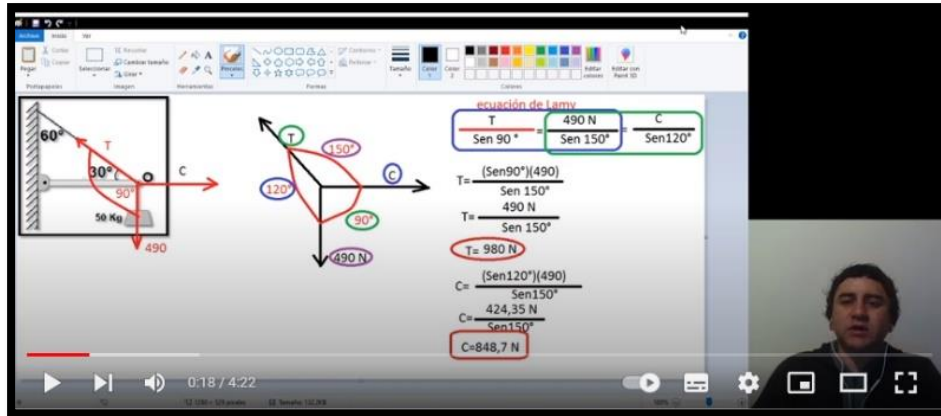 Archivo Inicio Ver
Pegar
Cortar
Copiar
Seleccionar
Recortar
Cambiar tamaño
Girar
A
Pinceles
Contorno
Rellenar
Tamaño
Color 1
Color 2
Editar colores
Editar con Paint 3D
Portapapeles
Imagen
Herramientas
Formas
Colores
60°
T
30°
O
C
90°
50 Kg
490
T
150°
120°
C
90°
490 N
ecuación de Lamy
T / Sen 90 ° = 490 N / Sen 150° = C / Sen120°
T= (Sen90°)(490) / Sen 150°
T= 490 N / Sen 150°
T= 980 N
C= (Sen120°)(490) / Sen150°
C= 424,35 N / Sen150°
C=848,7 N
0:18 / 4:22